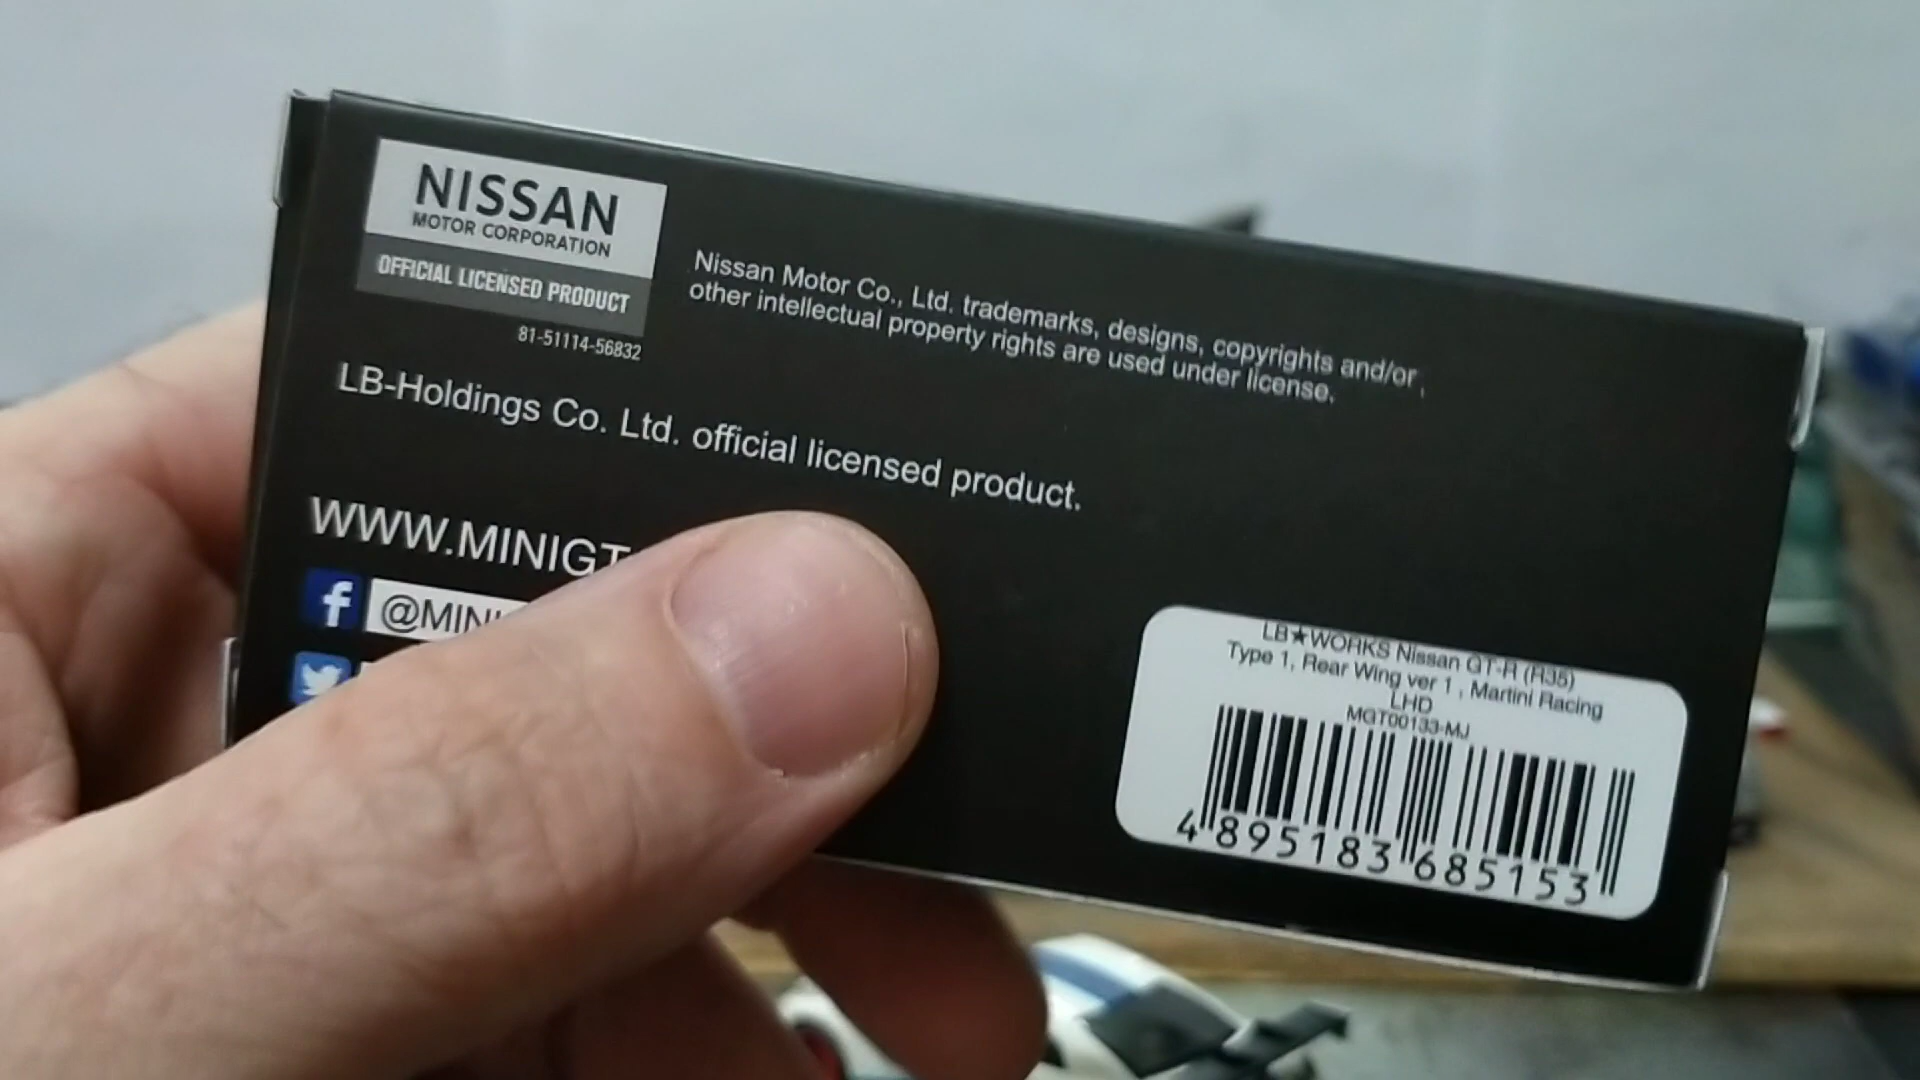 NISSAN
MOTOR CORPORATION
OFFICIAL LICENSED PRODUCT
81-51114-56832
Nissan Motor Co., Ltd. trademarks, designs, copyrights and/or
other intellectual property rights are used under license.
LB-Holdings Co. Ltd. official licensed product.
WWW.MINIGT
f @MINI
LB★WORKS Nissan GT-R (R35)
Type 1, Rear Wing ver 1 , Martini Racing
LHD
MGT00133-MJ
4 895183 685153